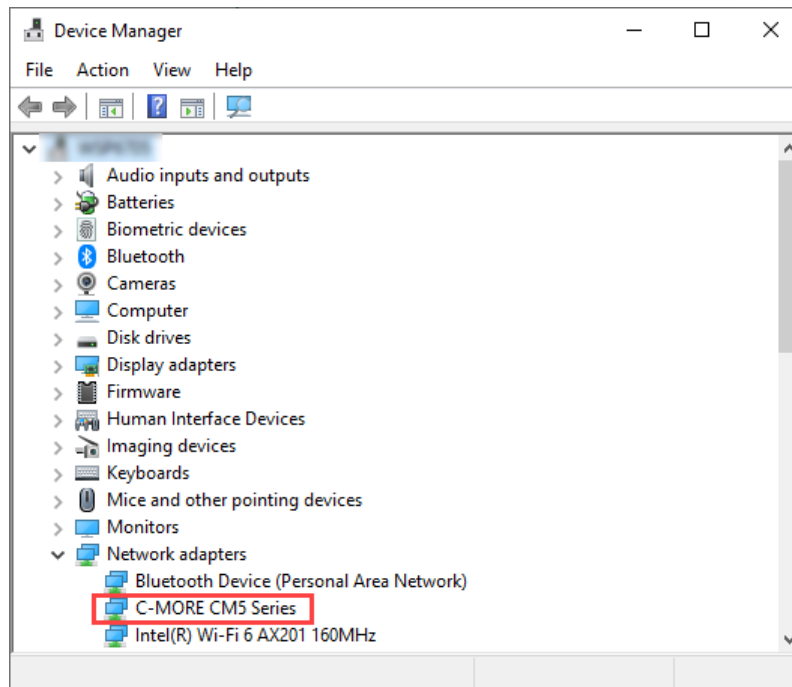 Device Manager
File Action View Help
Audio inputs and outputs
Batteries
Biometric devices
Bluetooth
Cameras
Computer
Disk drives
Display adapters
Firmware
Human Interface Devices
Imaging devices
Keyboards
Mice and other pointing devices
Monitors
Network adapters
Bluetooth Device (Personal Area Network)
C-MORE CM5 Series
Intel(R) Wi-Fi 6 AX201 160MHz